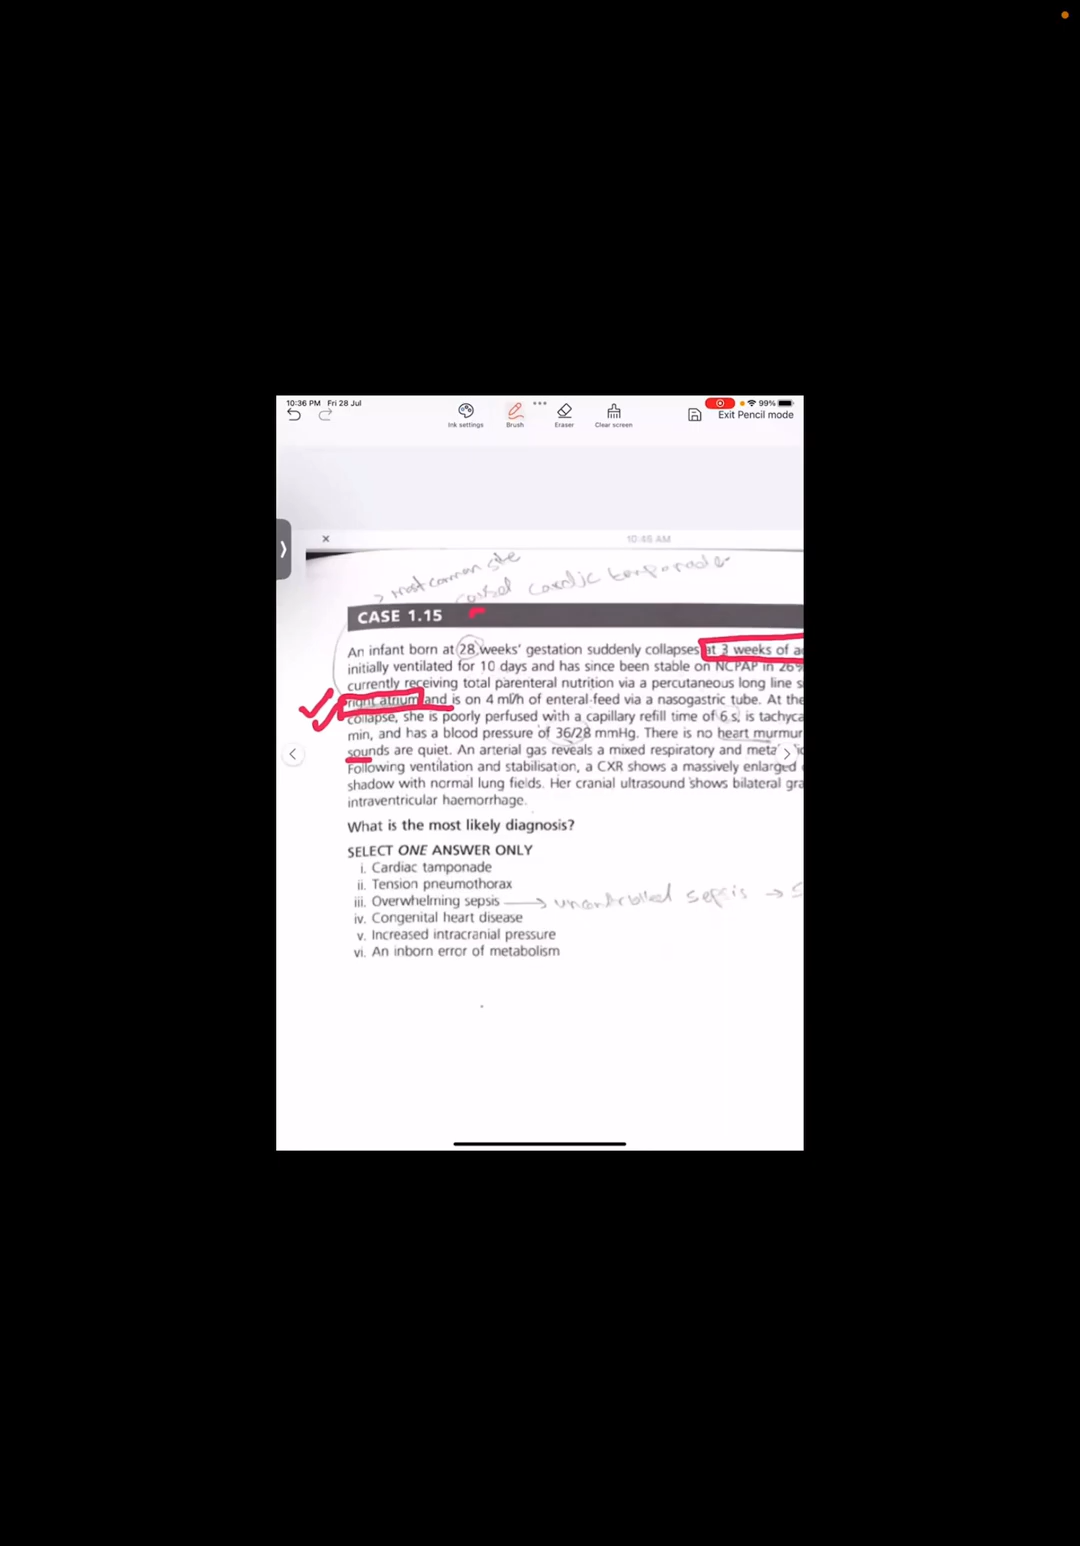 10:36 PM Fri 28 Jul
99%
Ink settings
Brush
Eraser
Clear screen
Exit Pencil mode
10:46 AM
> most common site
cardic
CASE 1.15
An infant born at 28 weeks' gestation suddenly collapses at 3 weeks of a
initially ventilated for 10 days and has since been stable on NCPAP in 26%
currently receiving total parenteral nutrition via a percutaneous long line s
right atrium and is on 4 ml/h of enteral feed via a nasogastric tube. At the
collapse, she is poorly perfused with a capillary refill time of 6 s, is tachyca
min, and has a blood pressure of 36/28 mmHg. There is no heart murmur
sounds are quiet. An arterial gas reveals a mixed respiratory and meta
Following ventilation and stabilisation, a CXR shows a massively enlarged
shadow with normal lung fields. Her cranial ultrasound shows bilateral gra
intraventricular haemorrhage.
What is the most likely diagnosis?
SELECT ONE ANSWER ONLY
i. Cardiac tamponade
ii. Tension pneumothorax
iii. Overwhelming sepsis → uncontrolled sepsis → S
iv. Congenital heart disease
v. Increased intracranial pressure
vi. An inborn error of metabolism